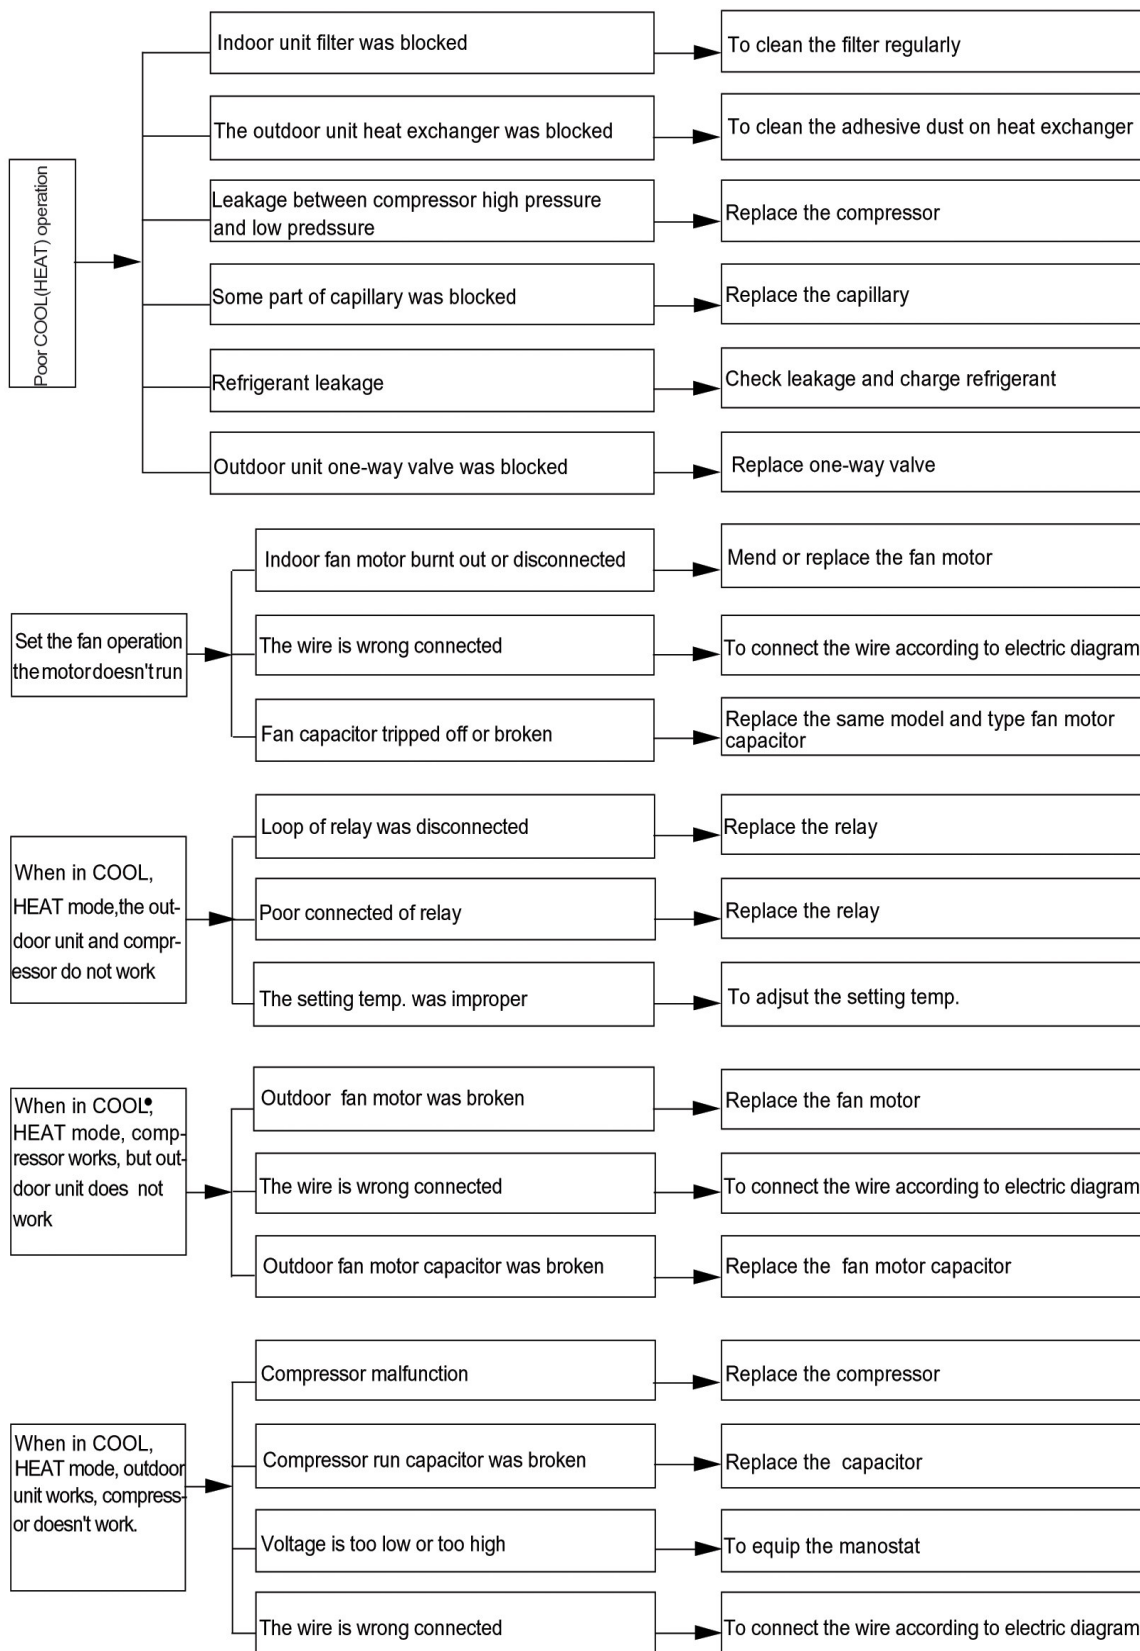 Poor COOL(HEAT) operation
Indoor unit filter was blocked
To clean the filter regularly
The outdoor unit heat exchanger was blocked
To clean the adhesive dust on heat exchanger
Leakage between compressor high pressure
and low predssure
Replace the compressor
Some part of capillary was blocked
Replace the capillary
Refrigerant leakage
Check leakage and charge refrigerant
Outdoor unit one-way valve was blocked
Replace one-way valve
Set the fan operation
the motor doesn't run
Indoor fan motor burnt out or disconnected
Mend or replace the fan motor
The wire is wrong connected
To connect the wire according to electric diagram
Fan capacitor tripped off or broken
Replace the same model and type fan motor
capacitor
When in COOL,
HEAT mode,the out-
door unit and compr-
essor do not work
Loop of relay was disconnected
Replace the relay
Poor connected of relay
Replace the relay
The setting temp. was improper
To adjsut the setting temp.
When in COOL,
HEAT mode, comp-
ressor works, but out-
door unit does not
work
Outdoor fan motor was broken
Replace the fan motor
The wire is wrong connected
To connect the wire according to electric diagram
Outdoor fan motor capacitor was broken
Replace the fan motor capacitor
When in COOL,
HEAT mode, outdoor
unit works, compress-
or doesn't work.
Compressor malfunction
Replace the compressor
Compressor run capacitor was broken
Replace the capacitor
Voltage is too low or too high
To equip the manostat
The wire is wrong connected
To connect the wire according to electric diagram